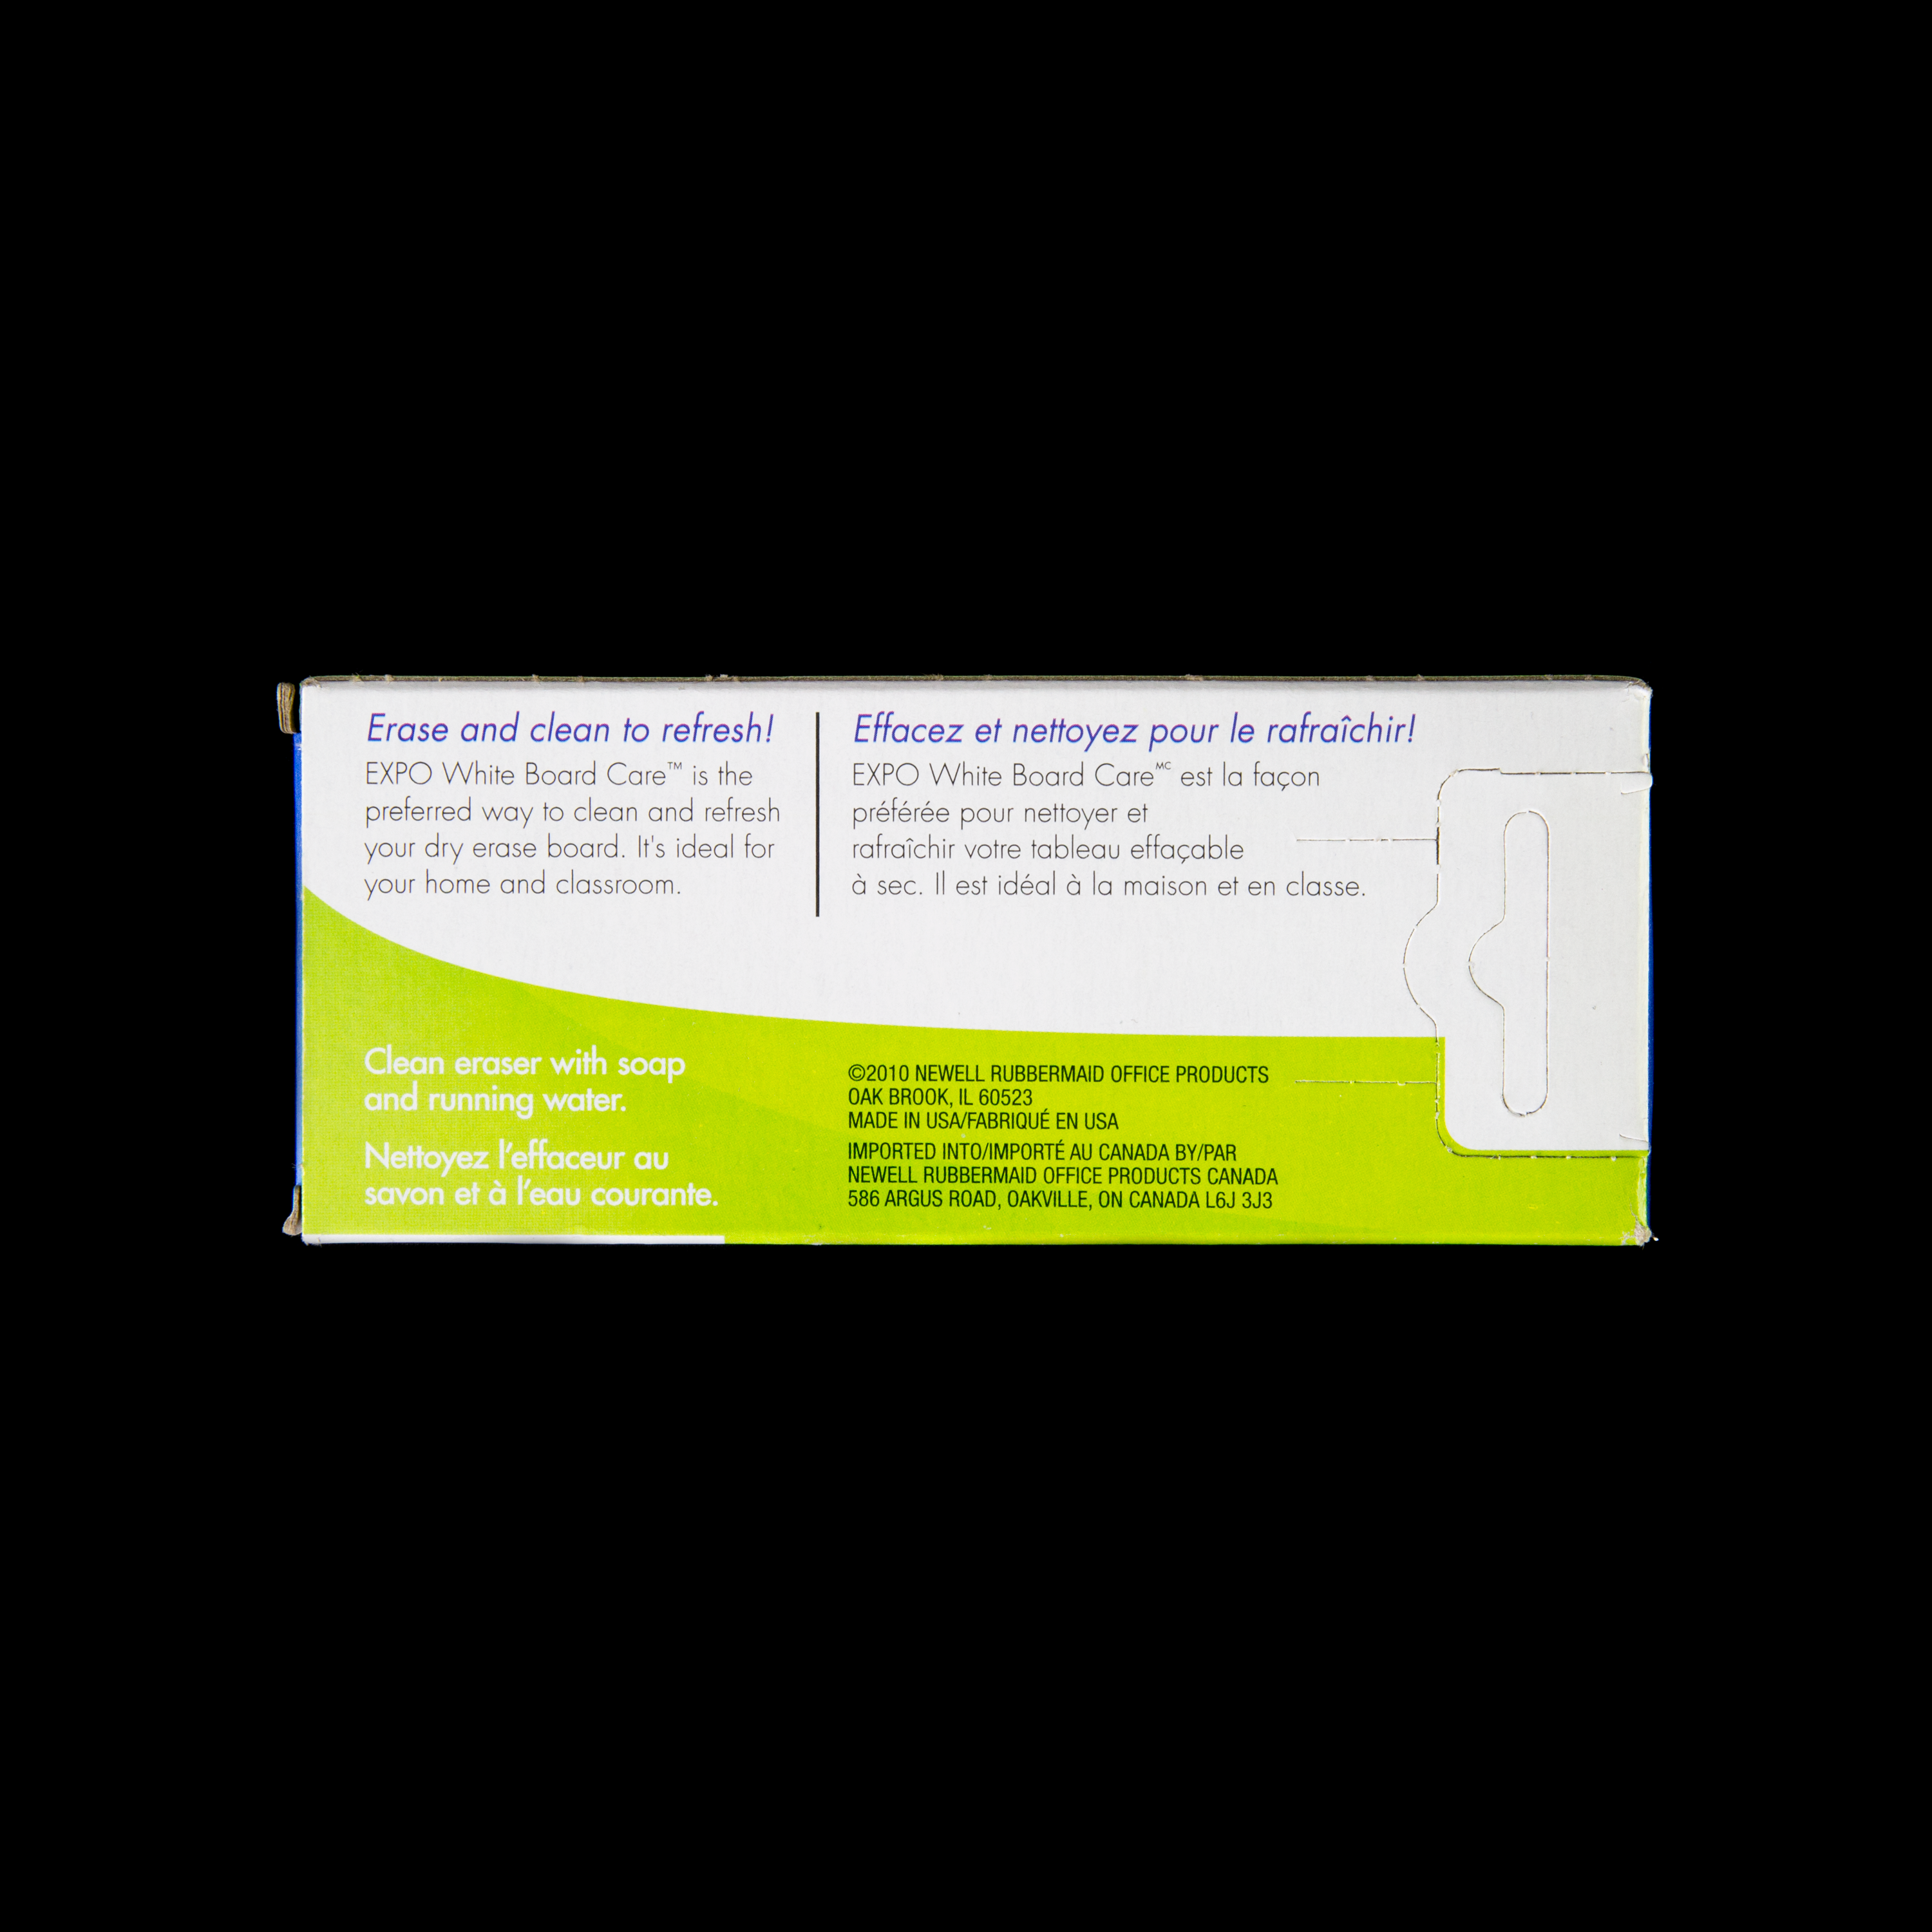 Erase and clean to refresh!
EXPO White Board Care™ is the
preferred way to clean and refresh
your dry erase board. It's ideal for
your home and classroom.
Effacez et nettoyez pour le rafraîchir!
EXPO White Board Care MC est la façon
préférée pour nettoyer et
rafraîchir votre tableau effaçable
à sec. Il est idéal à la maison et en classe.
Clean eraser with soap
and running water.
Nettoyez l'effaceur au
savon et à l'eau courante.
©2010 NEWELL RUBBERMAID OFFICE PRODUCTS
OAK BROOK, IL 60523
MADE IN USA/FABRIQUÉ EN USA
IMPORTED INTO/IMPORTÉ AU CANADA BY/PAR
NEWELL RUBBERMAID OFFICE PRODUCTS CANADA
586 ARGUS ROAD, OAKVILLE, ON CANADA L6J 3J3